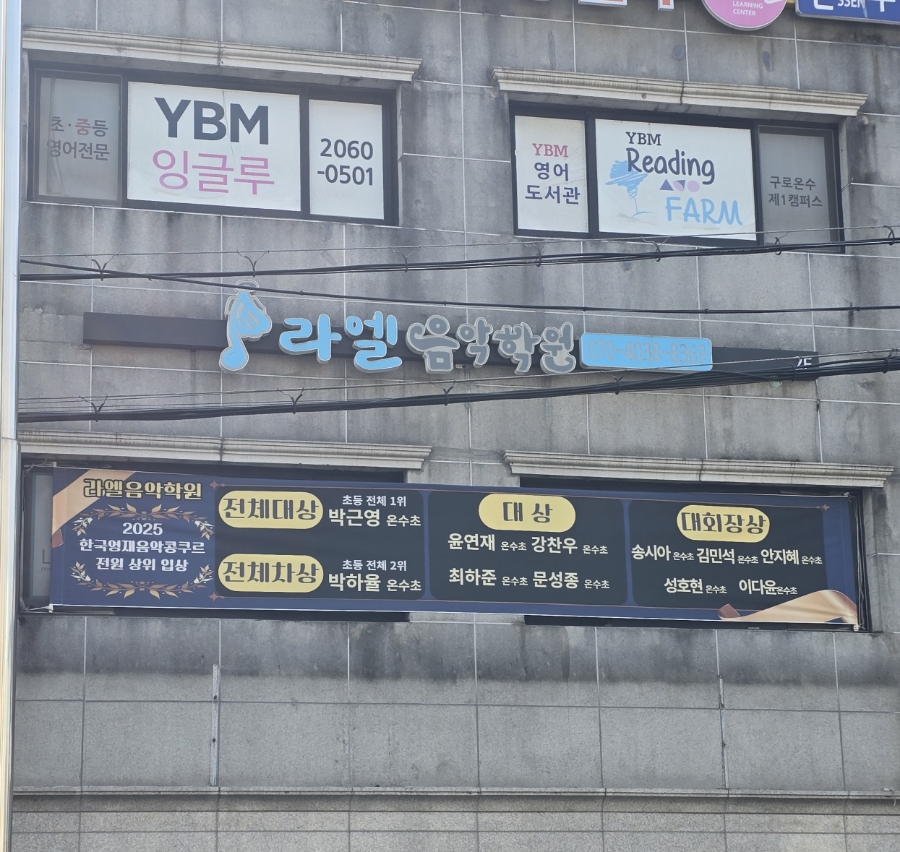 LEARNING
CENTER
초·중등
영어전문
YBM
잉글루
2060
-0501
YBM
영어
도서관
YBM
Reading
FARM
구로온수
제1캠퍼스
라엘음악학원
2F
라엘음악학원
2025
한국영재음악콩쿠르
전원 상위 입상
전체대상
초등 전체 1위
박근영 온수초
전체차상
초등 전체 2위
박하율 온수초
대상
윤연재 온수초 강찬우 온수초
최하준 온수초 문성종 온수초
대회장상
송시아 온수초 김민석 온수초 안지혜 온수초
성호현 온수초 이다윤 온수초